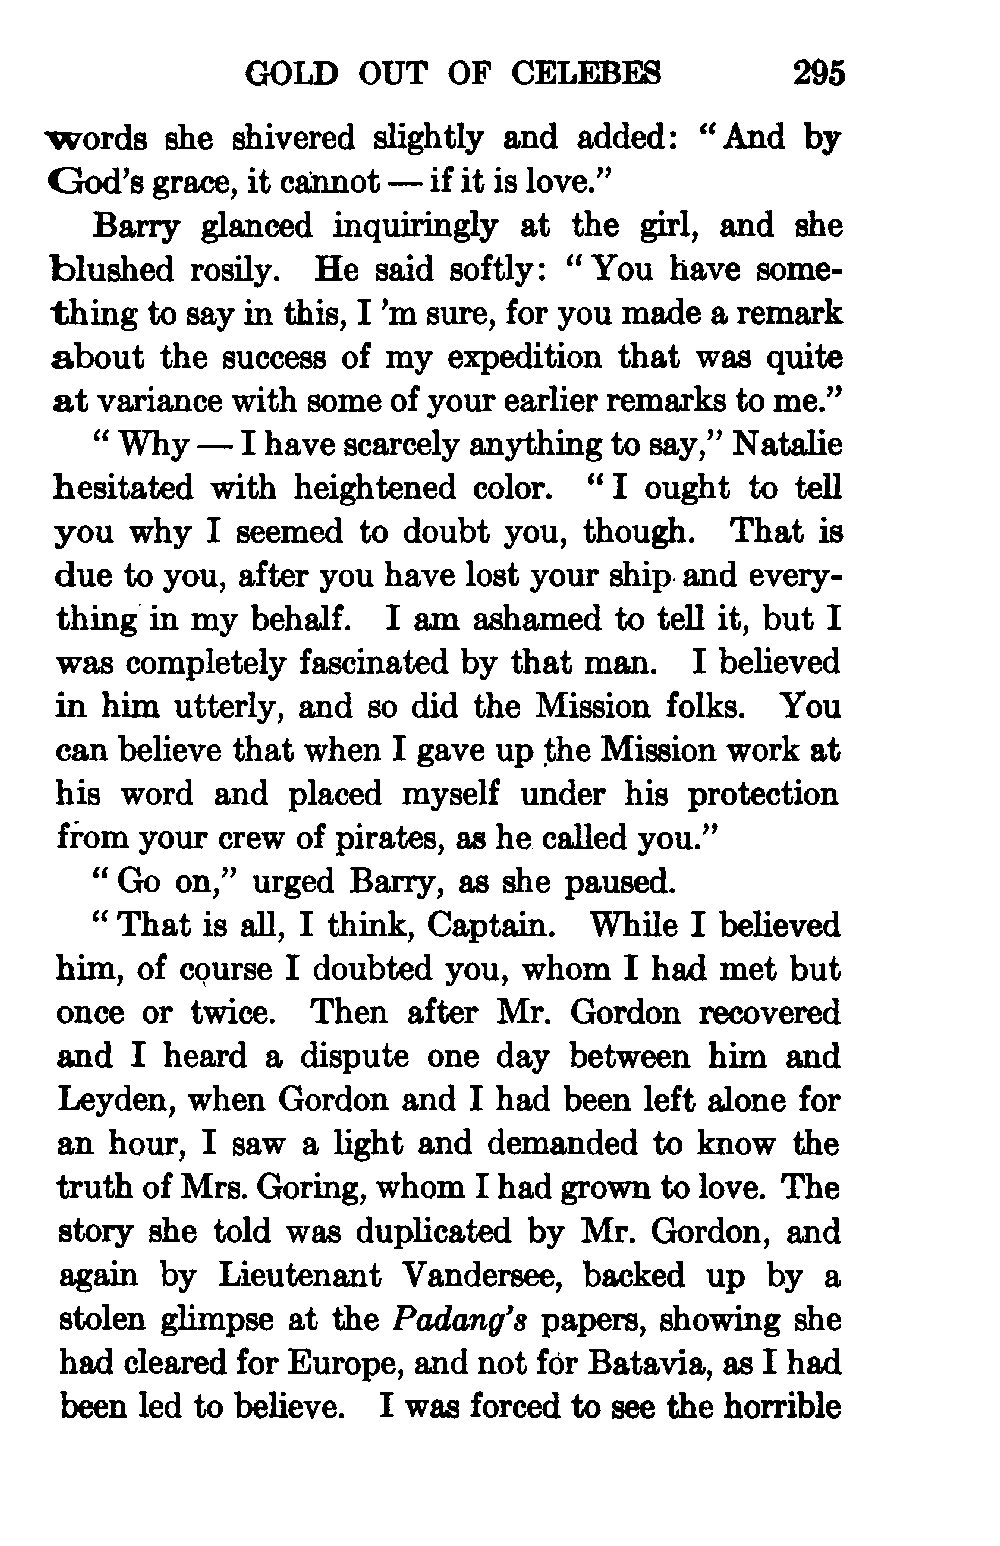 GOLD OUT OF CELEBES 295
words she shivered slightly and added: “And by
God’s grace, it cannot — if it is love.”
Barry glanced inquiringly at the girl, and she
blushed rosily. He said softly: “You have some-
thing to say in this, I ’m sure, for you made a remark
about the success of my expedition that was quite
at variance with some of your earlier remarks to me.”
“Why — I have scarcely anything to say,” Natalie
hesitated with heightened color. “I ought to tell
you why I seemed to doubt you, though. That is
due to you, after you have lost your ship and every-
thing in my behalf. I am ashamed to tell it, but I
was completely fascinated by that man. I believed
in him utterly, and so did the Mission folks. You
can believe that when I gave up the Mission work at
his word and placed myself under his protection
from your crew of pirates, as he called you.”
“Go on,” urged Barry, as she paused.
“That is all, I think, Captain. While I believed
him, of course I doubted you, whom I had met but
once or twice. Then after Mr. Gordon recovered
and I heard a dispute one day between him and
Leyden, when Gordon and I had been left alone for
an hour, I saw a light and demanded to know the
truth of Mrs. Goring, whom I had grown to love. The
story she told was duplicated by Mr. Gordon, and
again by Lieutenant Vandersee, backed up by a
stolen glimpse at the Padang’s papers, showing she
had cleared for Europe, and not for Batavia, as I had
been led to believe. I was forced to see the horrible